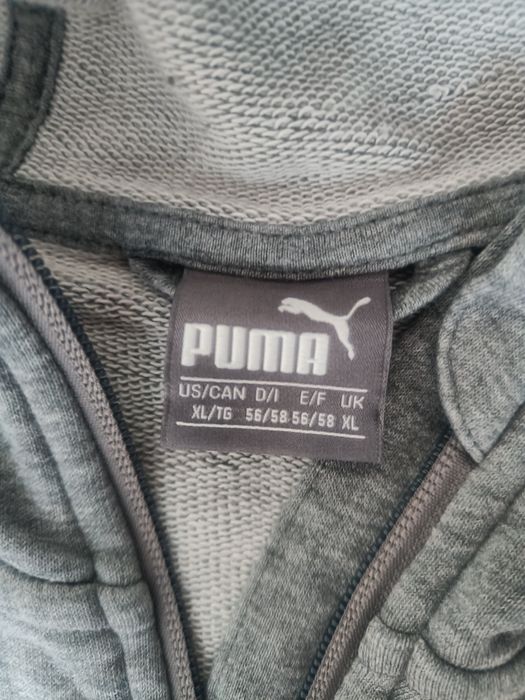 PUMA
US/CAN D/I E/F UK
XL/TG 56/58 56/58 XL